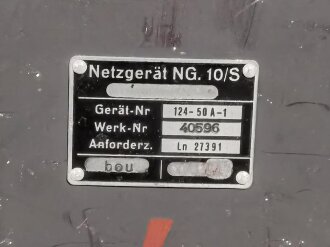 Netzgerät NG. 10/S
Gerät-Nr 124-50 A-1
Werk-Nr 40596
Anforderz. Ln 27391
bou